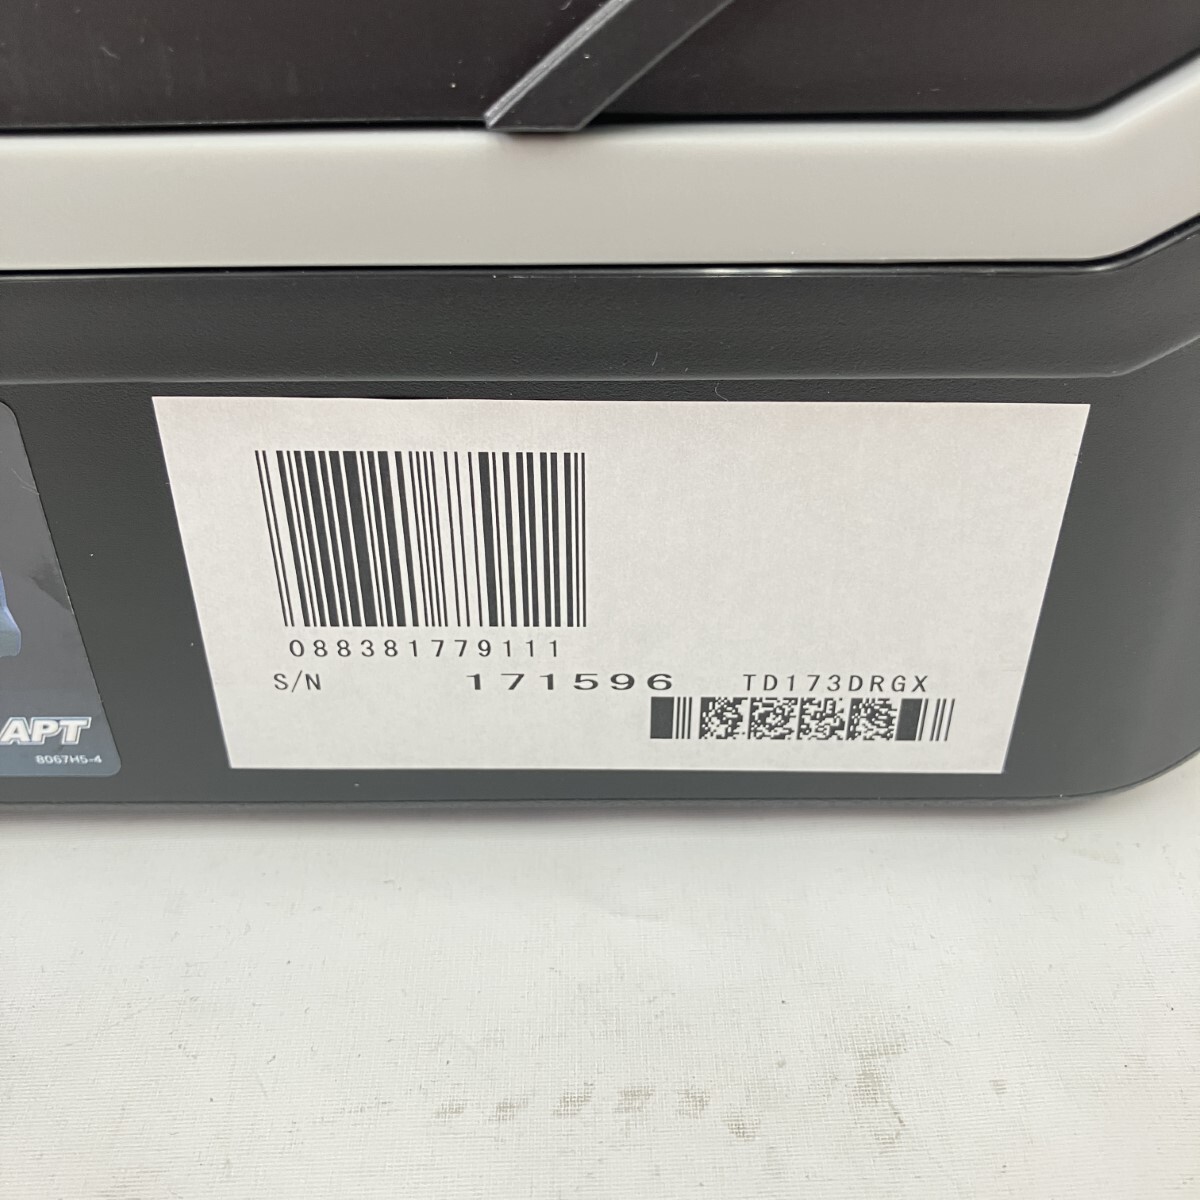 088381779111
S/N 171596 TD173DRGX
APT
8067H5-4